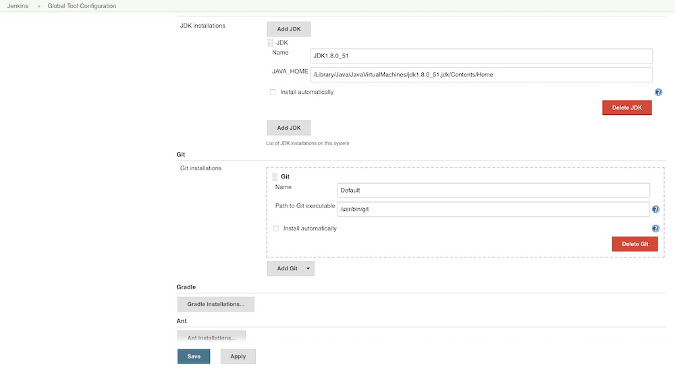 Jenkins › Global Tool Configuration
JDK installations
Add JDK
JDK
Name
JDK1.8.0_51
JAVA_HOME
/Library/Java/JavaVirtualMachines/jdk1.8.0_51.jdk/Contents/Home
Install automatically
Delete JDK
Add JDK
List of JDK installations on this system
Git
Git installations
Git
Name
Default
Path to Git executable
/usr/bin/git
Install automatically
Delete Git
Add Git
Gradle
Gradle installations...
Ant
Ant installations...
Save
Apply